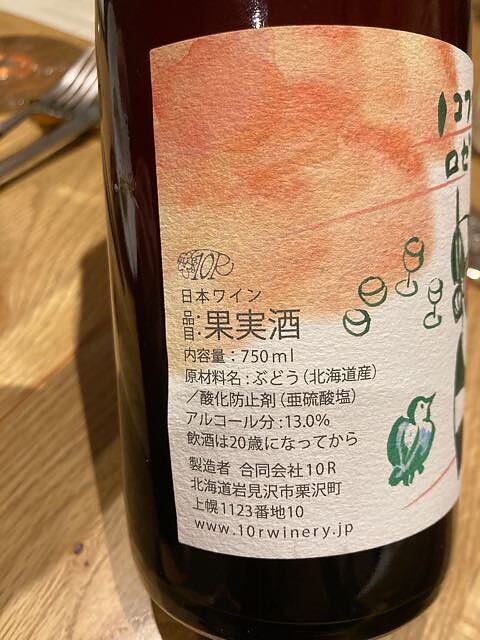 コワ
ロゼ
10R
日本ワイン
品目:果実酒
内容量：750ml
原材料名：ぶどう（北海道産）
／酸化防止剤（亜硫酸塩）
アルコール分：13.0%
飲酒は20歳になってから
製造者 合同会社10R
北海道岩見沢市栗沢町
上幌1123番地10
www.10rwinery.jp